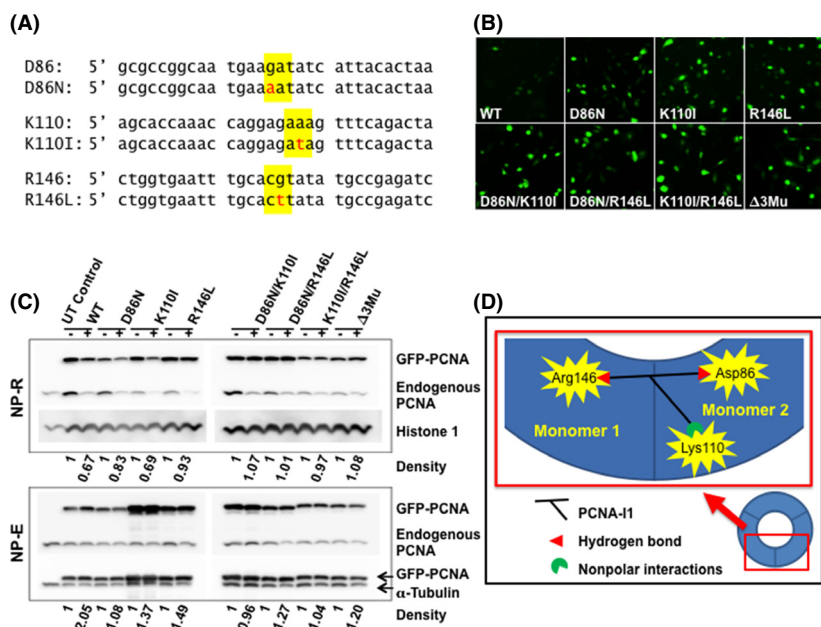 (A)
D86: 5’ gcgccggcaa tgaagatatc attacactaa
D86N: 5’ gcgccggcaa tgaaaatatc attacactaa
K110: 5’ agcaccaaac caggagaaag tttcagacta
K110I: 5’ agcaccaaac caggagatag tttcagacta
R146: 5’ ctggtgaatt tgcacgtata tgccgagatc
R146L: 5’ ctggtgaatt tgcacttata tgccgagatc
(B)
WT D86N K110I R146L
D86N/K110I D86N/R146L K110I/R146L Δ3Mu
(C)
UT Control WT D86N K110I R146L D86N/K110I D86N/R146L K110I/R146L Δ3Mu
- + - + - + - + - + - + - + - +
NP-R
GFP-PCNA
Endogenous
PCNA
Histone 1
1 0.67 1 0.83 1 0.69 1 0.93 1 1.07 1 1.01 1 0.97 1 1.08 Density
NP-E
GFP-PCNA
Endogenous
PCNA
GFP-PCNA
α-Tubulin
1 2.05 1 1.08 1 1.37 1 1.49 1 0.96 1 1.27 1 1.04 1 1.20 Density
(D)
Arg146 Asp86
Monomer 1 Monomer 2
Lys110
PCNA-I1
Hydrogen bond
Nonpolar interactions